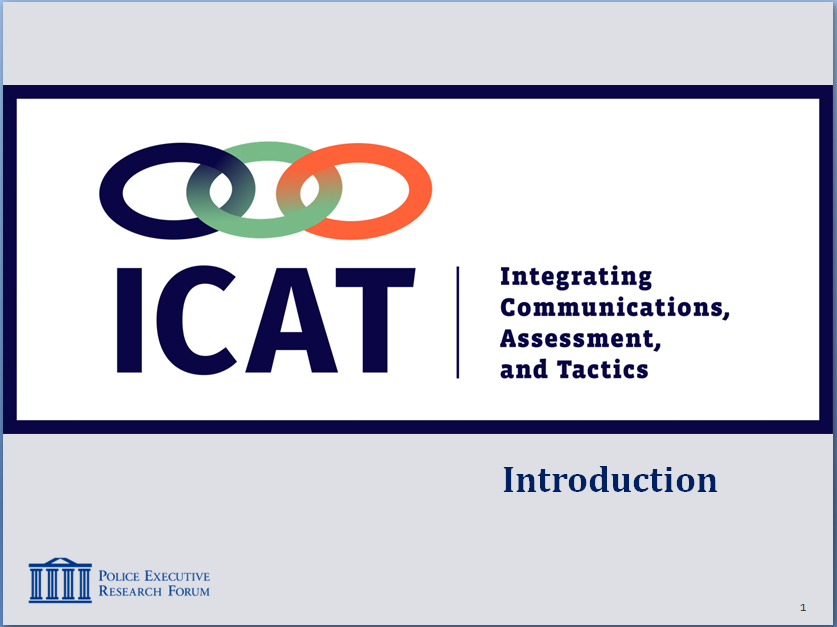 ICAT
Integrating
Communications,
Assessment,
and Tactics
Introduction
POLICE EXECUTIVE
RESEARCH FORUM
1